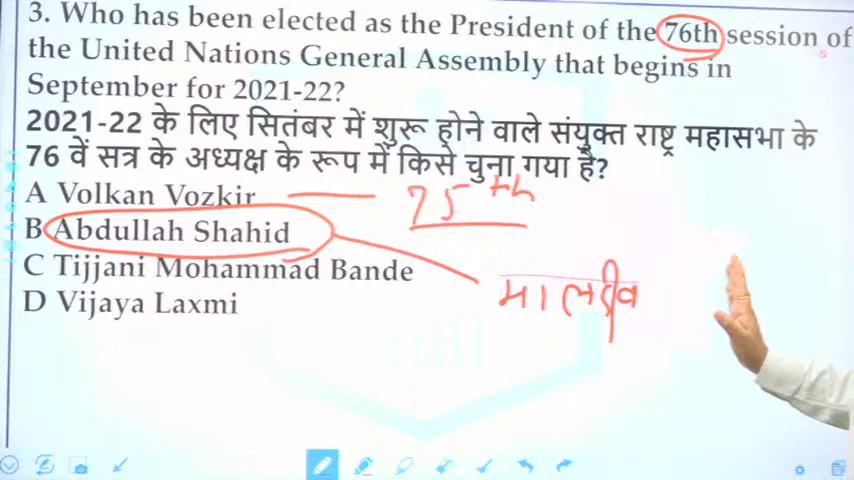 3. Who has been elected as the President of the 76th session of
the United Nations General Assembly that begins in
September for 2021-22?
2021-22 के लिए सितंबर में शुरू होने वाले संयुक्त राष्ट्र महासभा के
76 वें सत्र के अध्यक्ष के रूप में किसे चुना गया है?
A Volkan Vozkir
75th
B Abdullah Shahid
C Tijjani Mohammad Bande
मालदीव
D Vijaya Laxmi